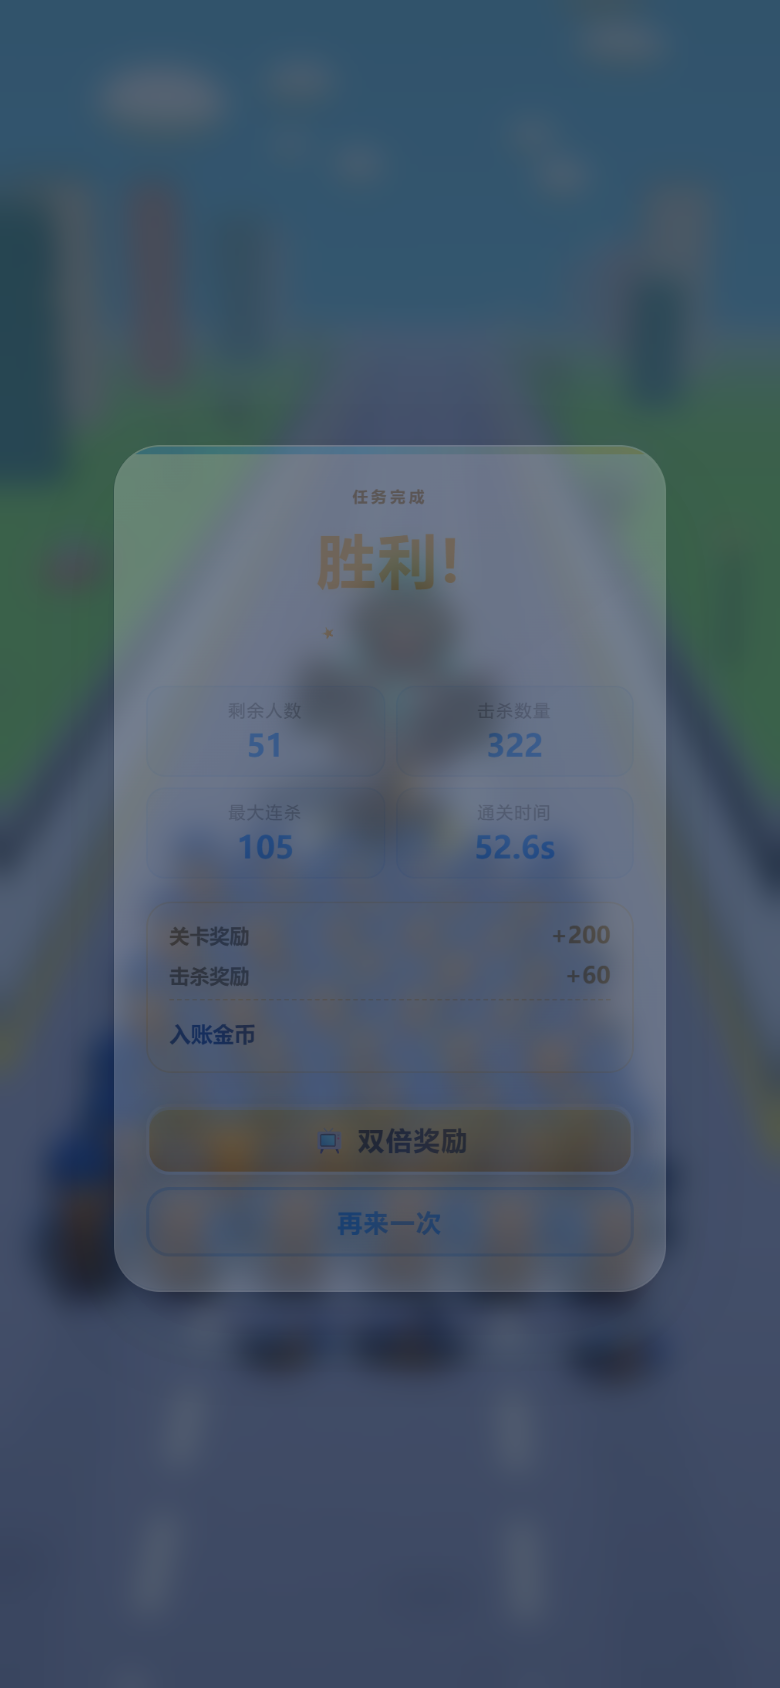 任务完成
胜利!
剩余人数
51
击杀数量
322
最大连杀
105
通关时间
52.6s
关卡奖励 +200
击杀奖励 +60
入账金币
双倍奖励
再来一次